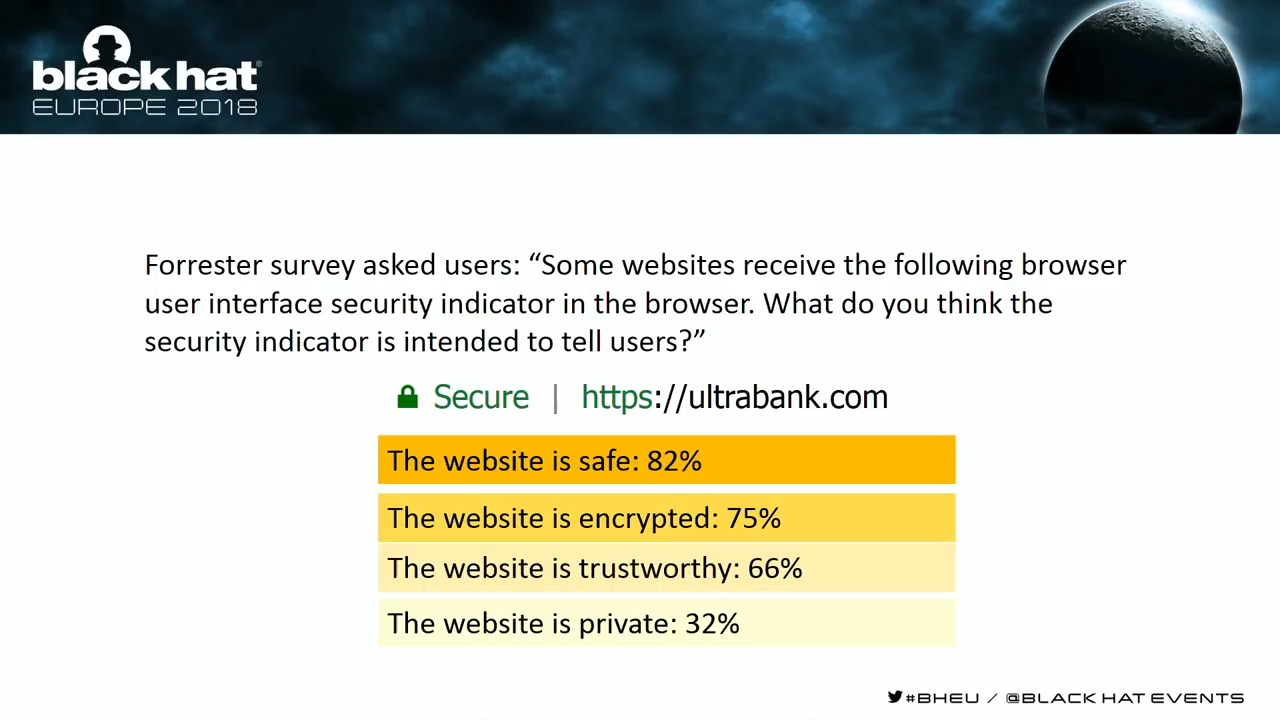 black hat®
EUROPE 2018
Forrester survey asked users: “Some websites receive the following browser
user interface security indicator in the browser. What do you think the
security indicator is intended to tell users?”
Secure | https://ultrabank.com
The website is safe: 82%
The website is encrypted: 75%
The website is trustworthy: 66%
The website is private: 32%
#BHEU / @BLACK HAT EVENTS